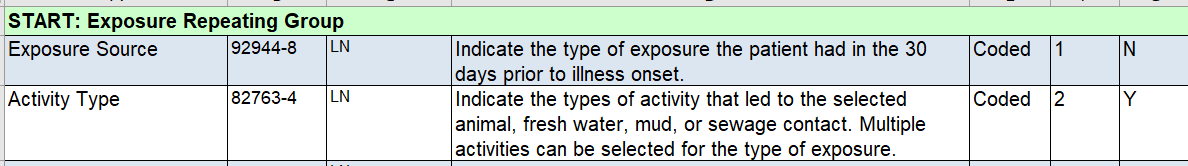 START: Exposure Repeating Group
Exposure Source 92944-8 LN Indicate the type of exposure the patient had in the 30 Coded 1 N
days prior to illness onset.
Activity Type 82763-4 LN Indicate the types of activity that led to the selected Coded 2 Y
animal, fresh water, mud, or sewage contact. Multiple
activities can be selected for the type of exposure.